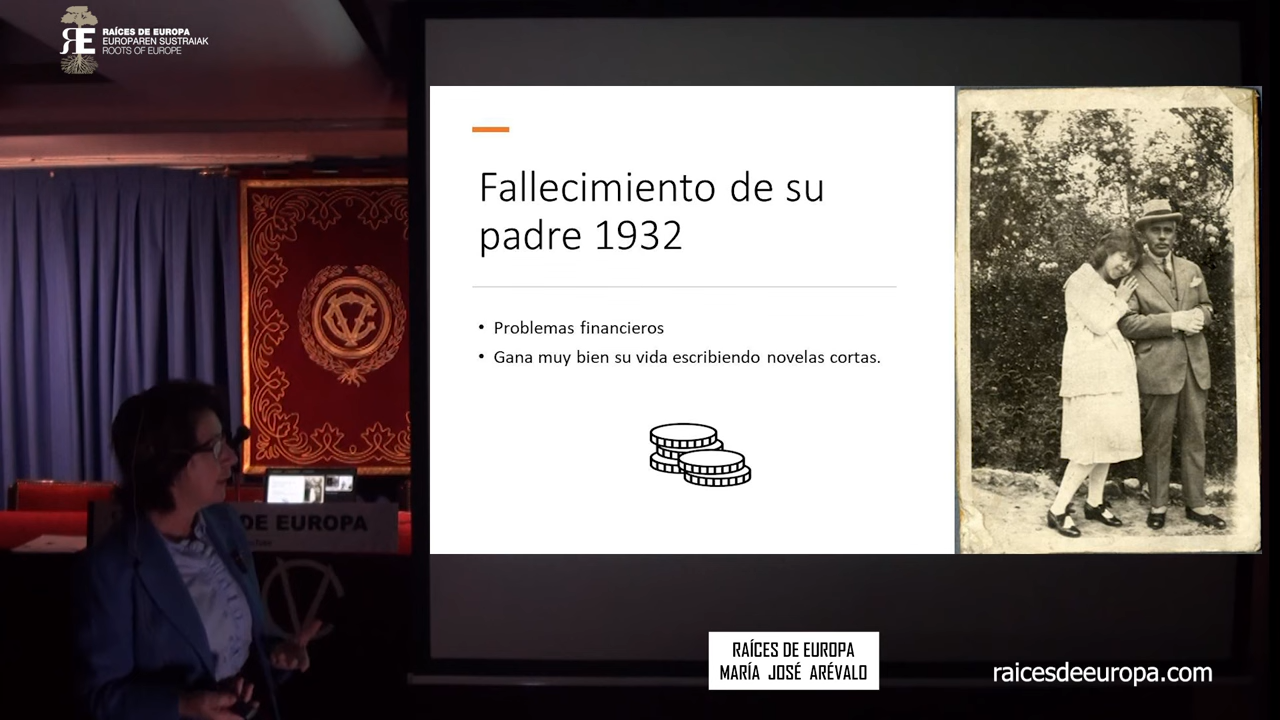 RAÍCES DE EUROPA
EUROPAREN SUSTRAIAK
ROOTS OF EUROPE
Fallecimiento de su
padre 1932
• Problemas financieros
• Gana muy bien su vida escribiendo novelas cortas.
DE EUROPA
RAÍCES DE EUROPA
MARÍA JOSÉ ARÉVALO
raicesdeeuropa.com